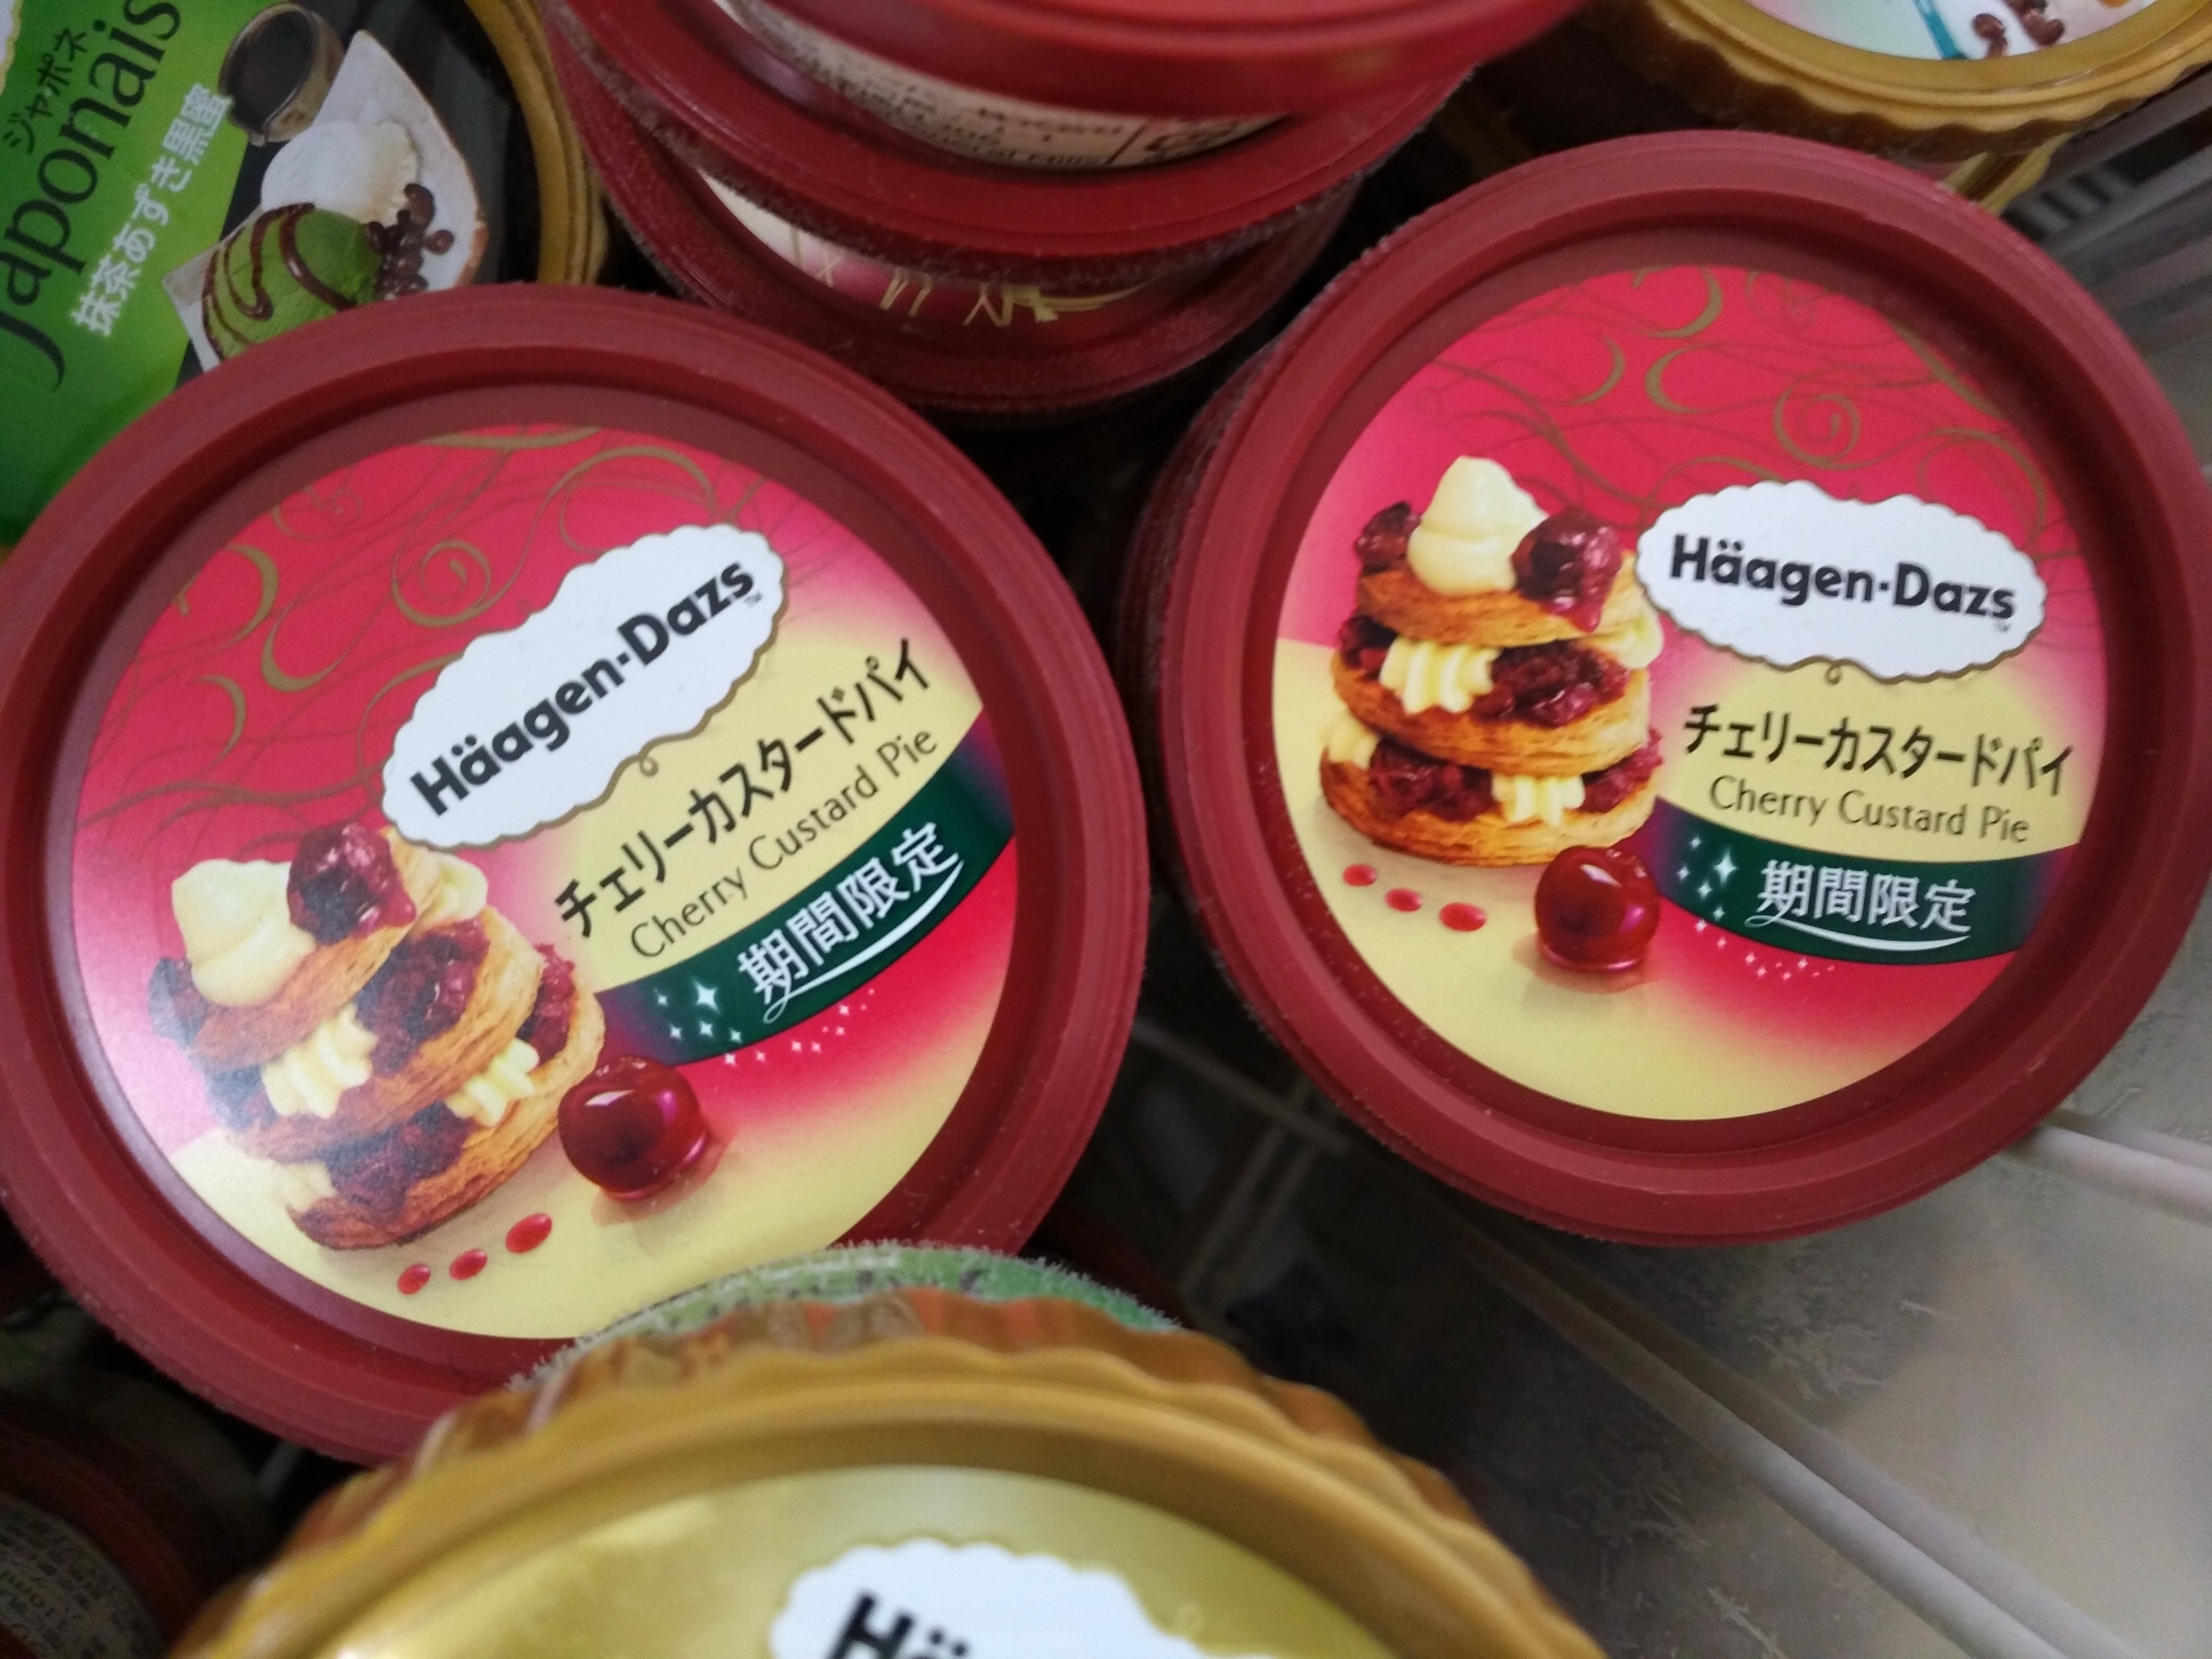 ジャポネ
Japonais
抹茶あずき黒蜜
Häagen-Dazs
TM
チェリーカスタードパイ
Cherry Custard Pie
期間限定
Häagen-Dazs
TM
チェリーカスタードパイ
Cherry Custard Pie
期間限定